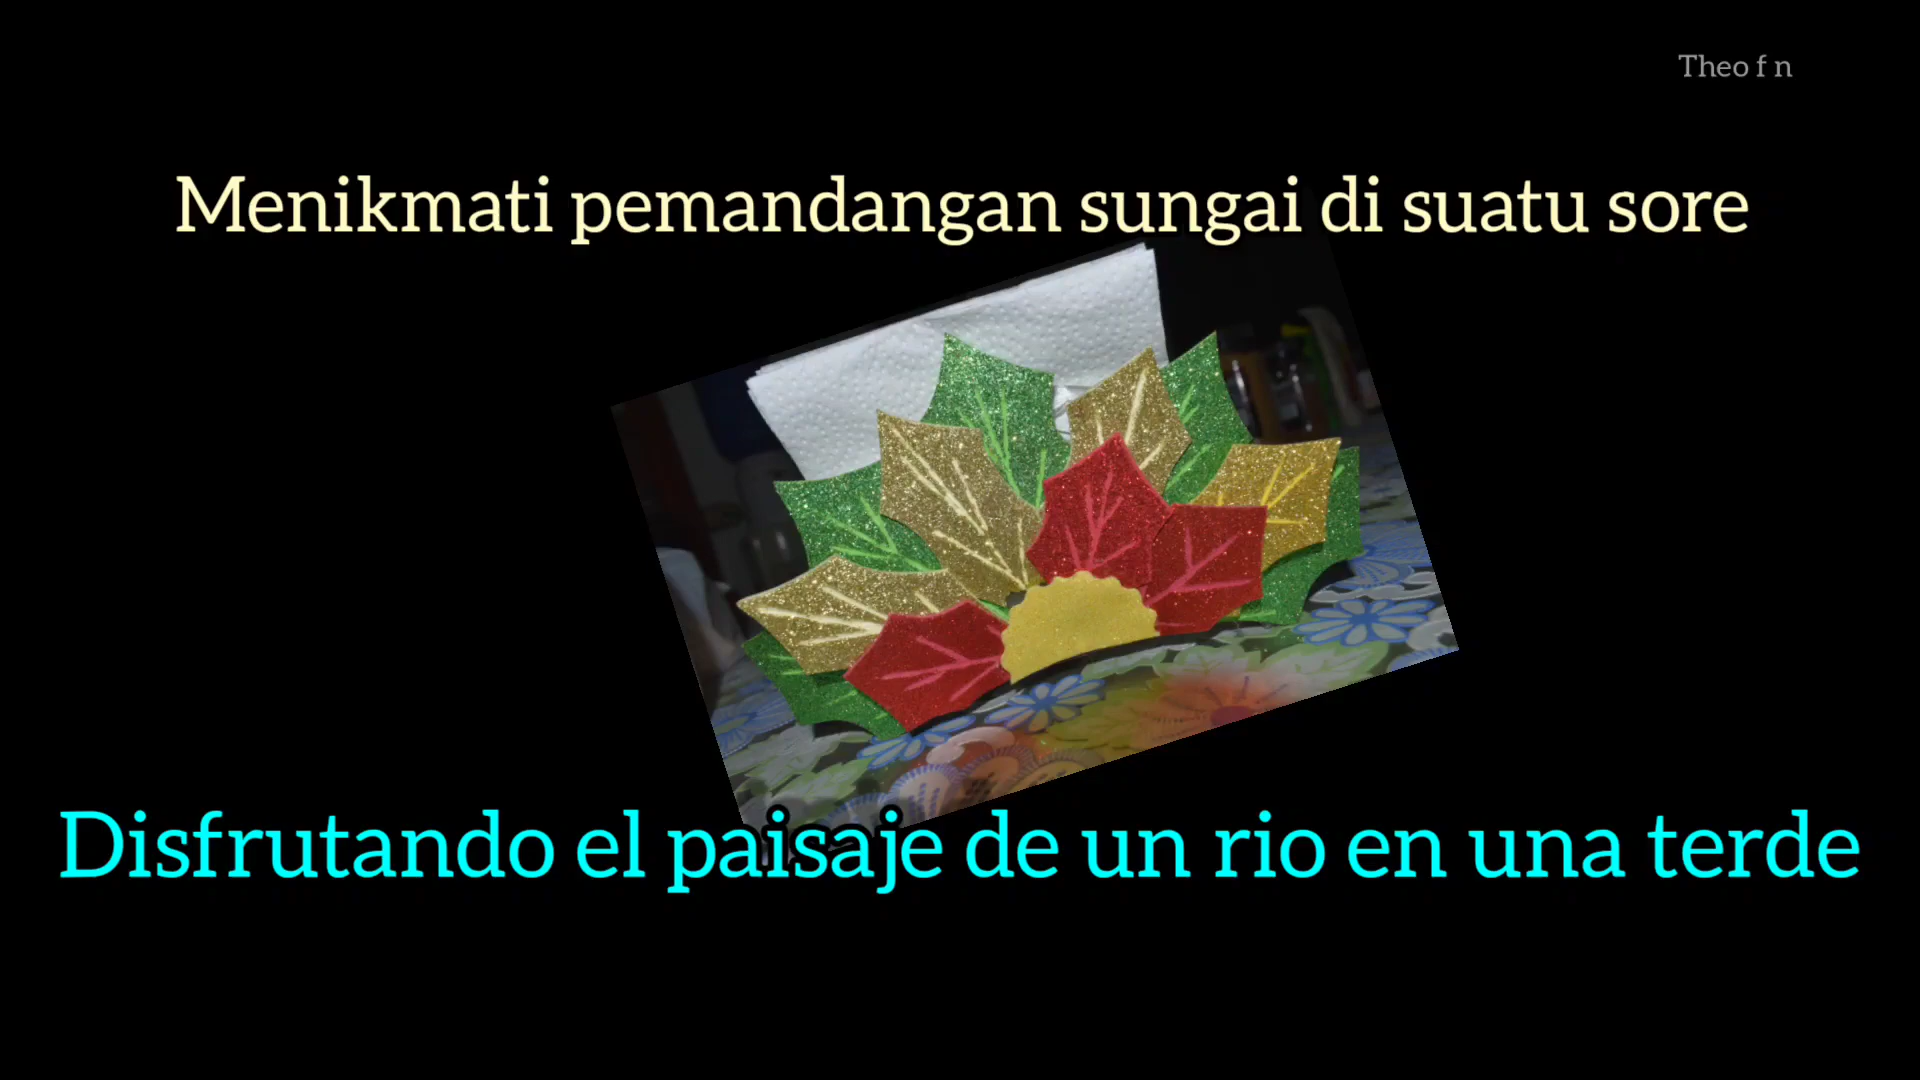 Theo f n
Menikmati pemandangan sungai di suatu sore
Disfrutando el paisaje de un rio en una terde